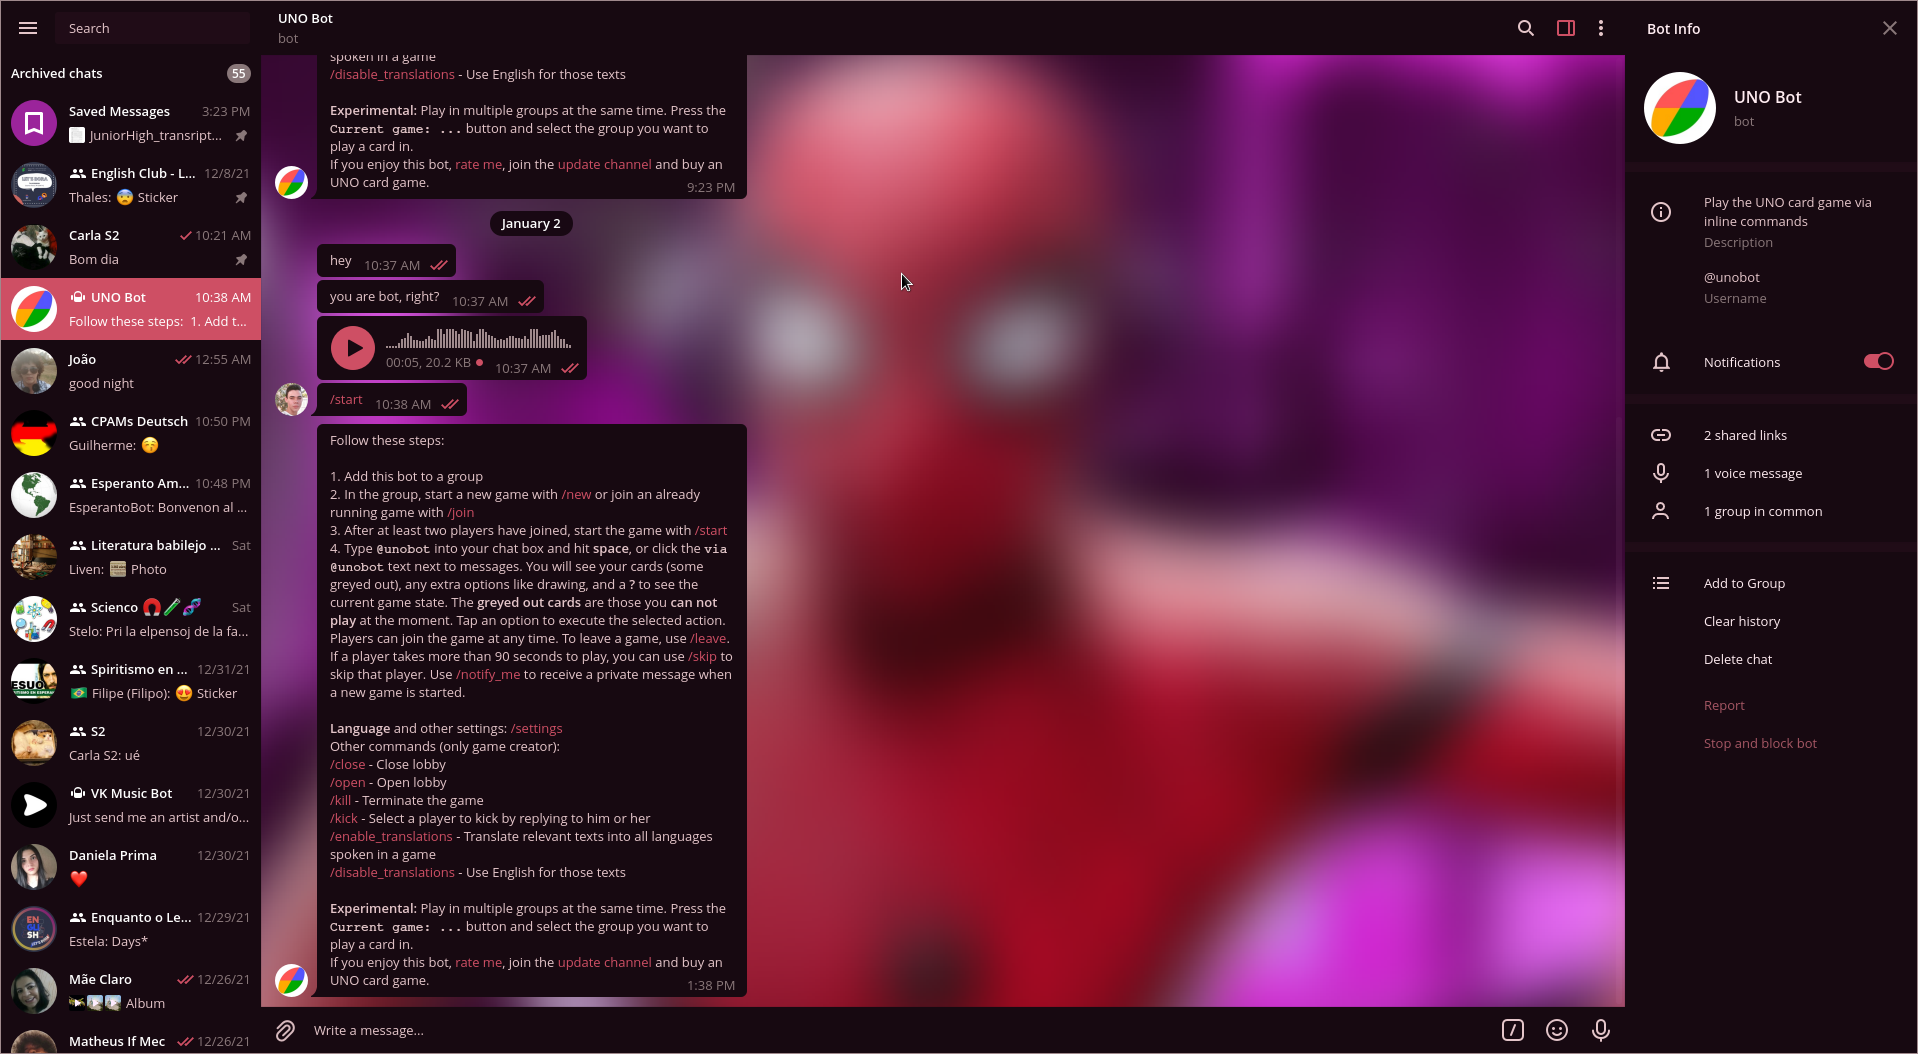 Search
Archived chats 55
Saved Messages 3:23 PM
JuniorHigh_transcript...
English Club - L... 12/8/21
Thales: 😨 Sticker
Carla S2 10:21 AM
Bom dia
UNO Bot 10:38 AM
Follow these steps: 1. Add t...
João 12:55 AM
good night
CPAMs Deutsch 10:50 PM
Guilherme: 😚
Esperanto Am... 10:48 PM
EsperantoBot: Bonvenon al ...
Literatura babilejo ... Sat
Liven: Photo
Scienco 🧲🧪🧬 Sat
Stelo: Pri la elpensoj de la fa...
Spiritismo en ... 12/31/21
🇧🇷 Filipe (Filipo): 😍 Sticker
S2 12/30/21
Carla S2: ué
VK Music Bot 12/30/21
Just send me an artist and/o...
Daniela Prima 12/30/21
❤️
Enquanto o Le... 12/29/21
Estela: Days*
Mãe Claro 12/26/21
Album
Matheus If Mec 12/26/21
UNO Bot
bot
spoken in a game
/disable_translations - Use English for those texts
Experimental: Play in multiple groups at the same time. Press the
Current game: ... button and select the group you want to
play a card in.
If you enjoy this bot, rate me, join the update channel and buy an
UNO card game.
9:23 PM
January 2
hey 10:37 AM
you are bot, right? 10:37 AM
00:05, 20.2 KB 10:37 AM
/start 10:38 AM
Follow these steps:
1. Add this bot to a group
2. In the group, start a new game with /new or join an already
running game with /join
3. After at least two players have joined, start the game with /start
4. Type @unobot into your chat box and hit space, or click the via
@unobot text next to messages. You will see your cards (some
greyed out), any extra options like drawing, and a ? to see the
current game state. The greyed out cards are those you can not
play at the moment. Tap an option to execute the selected action.
Players can join the game at any time. To leave a game, use /leave.
If a player takes more than 90 seconds to play, you can use /skip to
skip that player. Use /notify_me to receive a private message when
a new game is started.
Language and other settings: /settings
Other commands (only game creator):
/close - Close lobby
/open - Open lobby
/kill - Terminate the game
/kick - Select a player to kick by replying to him or her
/enable_translations - Translate relevant texts into all languages
spoken in a game
/disable_translations - Use English for those texts
Experimental: Play in multiple groups at the same time. Press the
Current game: ... button and select the group you want to
play a card in.
If you enjoy this bot, rate me, join the update channel and buy an
UNO card game.
1:38 PM
Write a message...
Bot Info
UNO Bot
bot
Play the UNO card game via
inline commands
Description
@unobot
Username
Notifications
2 shared links
1 voice message
1 group in common
Add to Group
Clear history
Delete chat
Report
Stop and block bot